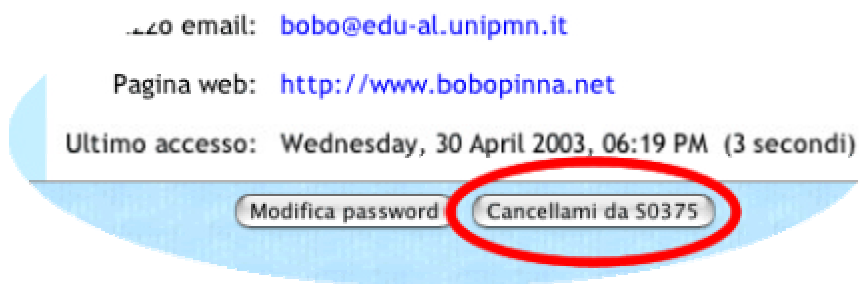 email: bobo@edu-al.unipmn.it
Pagina web: http://www.bobopinna.net
Ultimo accesso: Wednesday, 30 April 2003, 06:19 PM (3 secondi)
Modifica password Cancellami da S0375